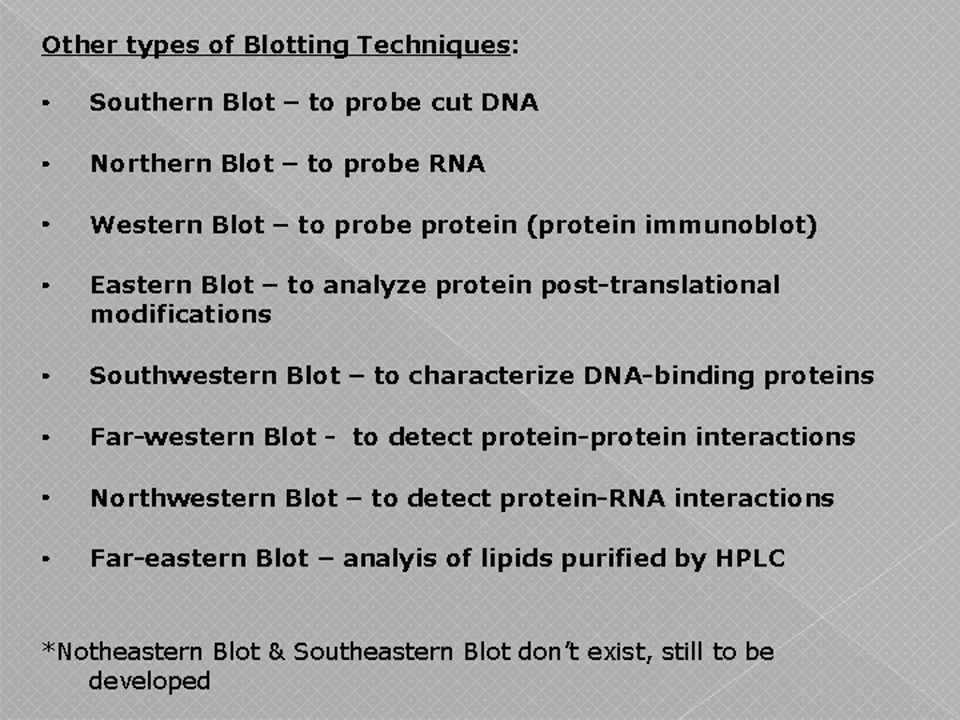 Other types of Blotting Techniques:
• Southern Blot – to probe cut DNA
• Northern Blot – to probe RNA
• Western Blot – to probe protein (protein immunoblot)
• Eastern Blot – to analyze protein post-translational
modifications
• Southwestern Blot – to characterize DNA-binding proteins
• Far-western Blot - to detect protein-protein interactions
• Northwestern Blot – to detect protein-RNA interactions
• Far-eastern Blot – analyis of lipids purified by HPLC
*Notheastern Blot & Southeastern Blot don’t exist, still to be
developed